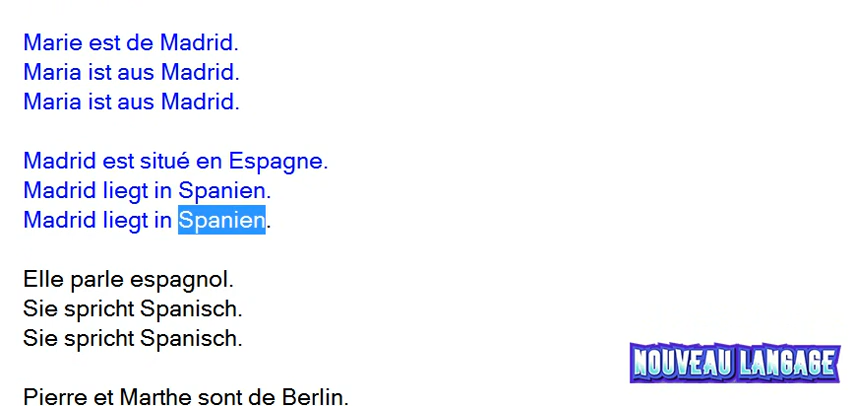 Marie est de Madrid.
Maria ist aus Madrid.
Maria ist aus Madrid.
Madrid est situé en Espagne.
Madrid liegt in Spanien.
Madrid liegt in Spanien.
Elle parle espagnol.
Sie spricht Spanisch.
Sie spricht Spanisch.
NOUVEAU LANGAGE
Pierre et Marthe sont de Berlin.